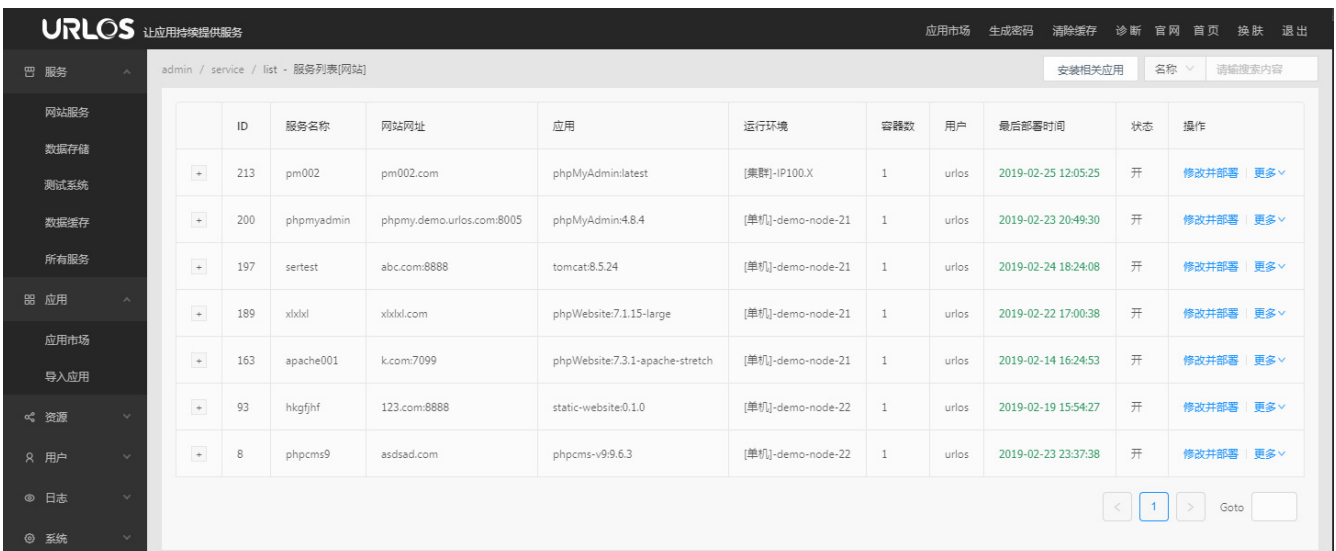 URLOS 让应用持续提供服务 应用市场 生成密码 清除缓存 诊断 官网 首页 换肤 退出
服务 admin / service / list - 服务列表[网站] 安装相关应用 名称 请输搜索内容
网站服务
数据存储
测试系统
数据缓存
所有服务
应用
应用市场
导入应用
资源
用户
日志
系统
ID 服务名称 网站网址 应用 运行环境 容器数 用户 最后部署时间 状态 操作
+ 213 pm002 pm002.com phpMyAdmin:latest [集群]-IP100.X 1 urlos 2019-02-25 12:05:25 开 修改并部署 更多
+ 200 phpmyadmin phpmy.demo.urlos.com:8005 phpMyAdmin:4.8.4 [单机]-demo-node-21 1 urlos 2019-02-23 20:49:30 开 修改并部署 更多
+ 197 sertest abc.com:8888 tomcat:8.5.24 [单机]-demo-node-21 1 urlos 2019-02-24 18:24:08 开 修改并部署 更多
+ 189 xlxlxl xlxlxl.com phpWebsite:7.1.15-large [单机]-demo-node-21 1 urlos 2019-02-22 17:00:38 开 修改并部署 更多
+ 163 apache001 k.com:7099 phpWebsite:7.3.1-apache-stretch [单机]-demo-node-21 1 urlos 2019-02-14 16:24:53 开 修改并部署 更多
+ 93 hkgfjhf 123.com:8888 static-website:0.1.0 [单机]-demo-node-22 1 urlos 2019-02-19 15:54:27 开 修改并部署 更多
+ 8 phpcms9 asdsad.com phpcms-v9:9.6.3 [单机]-demo-node-22 1 urlos 2019-02-23 23:37:38 开 修改并部署 更多
< 1 > Goto